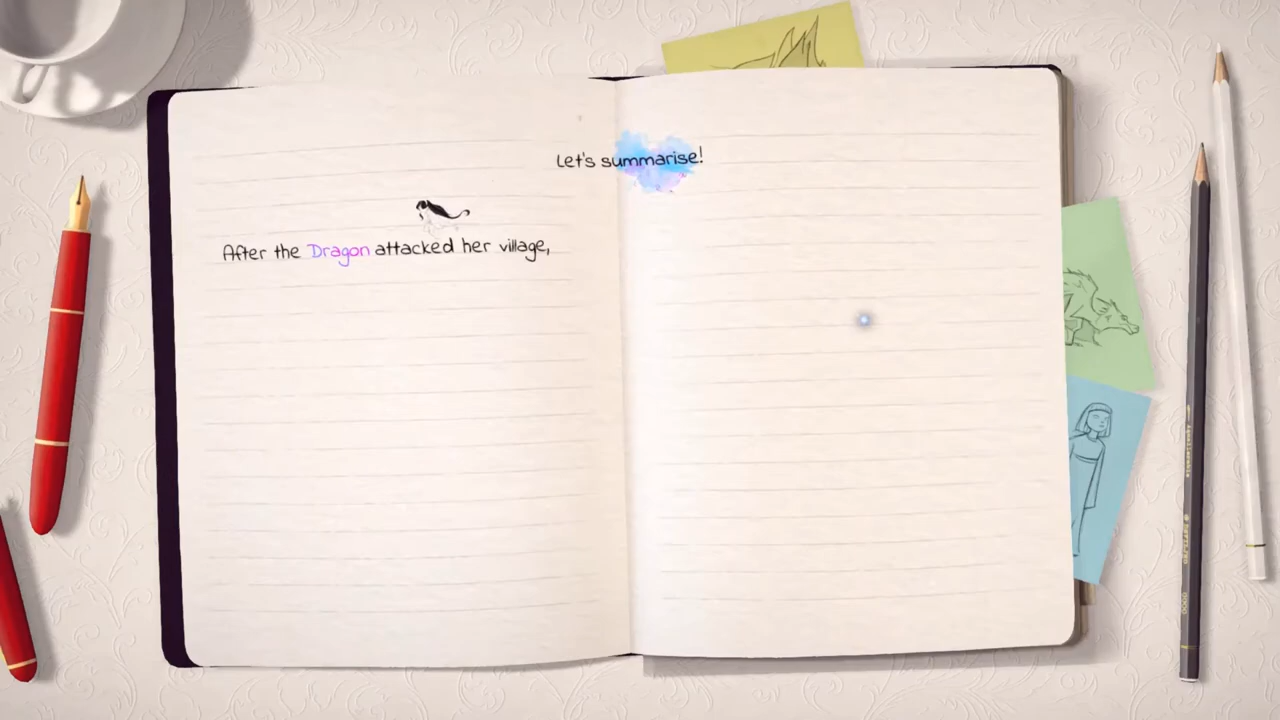 Let's summarise!
After the Dragon attacked her village,